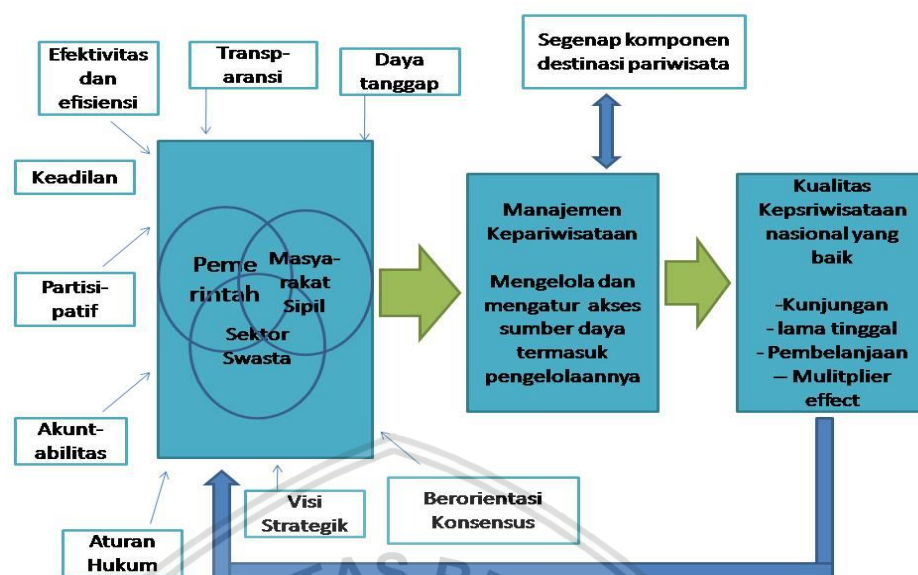 Efektivitas
dan
efisiensi
Transp-
aransi
Daya
tanggap
Segenap komponen
destinasi pariwisata
Keadilan
Partisi-
patif
Akunt-
abilitas
Aturan
Hukum
Visi
Strategik
Berorientasi
Konsensus
Peme
rintah
Masya-
rakat
Sipil
Sektor
Swasta
Manajemen
Kepariwisataan
Mengelola dan
mengatur akses
sumber daya
termasuk
pengelolaannya
Kualitas
Kepsriwisataan
nasional yang
baik
-Kunjungan
- lama tinggal
- Pembelanjaan
– Mulitplier
effect